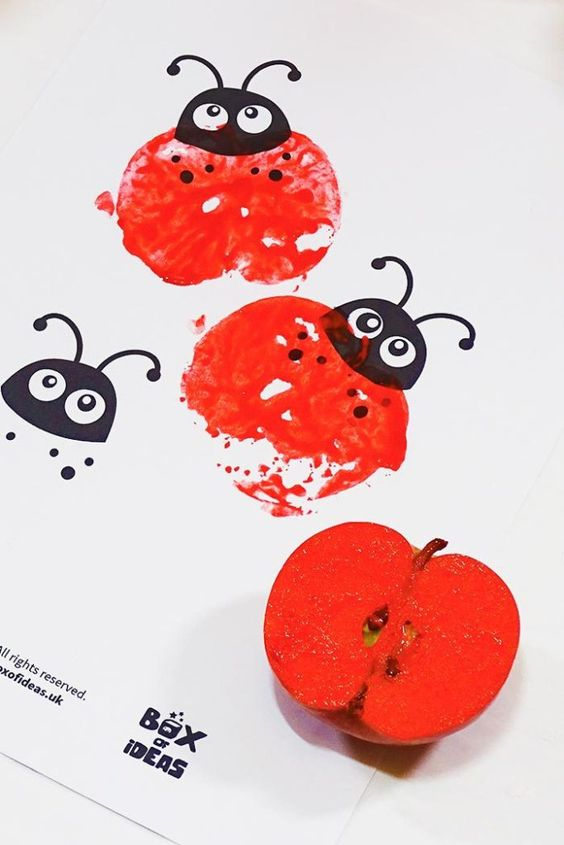 All rights reserved.
oxofideas.uk
BOX
OF
iDEAS